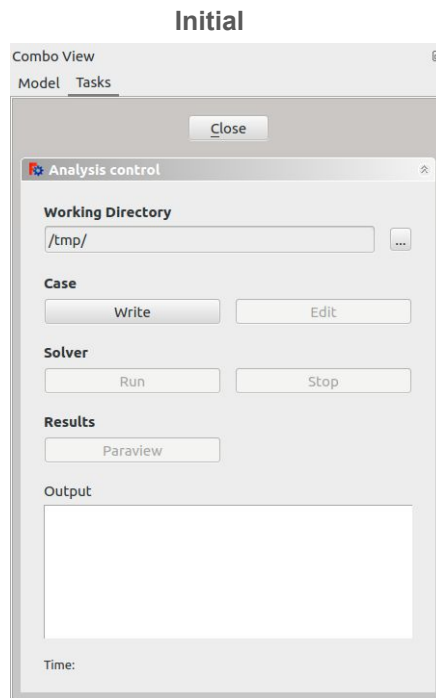 Initial
Combo View
Model Tasks
Close
Analysis control
Working Directory
/tmp/ ...
Case
Write Edit
Solver
Run Stop
Results
Paraview
Output
Time: